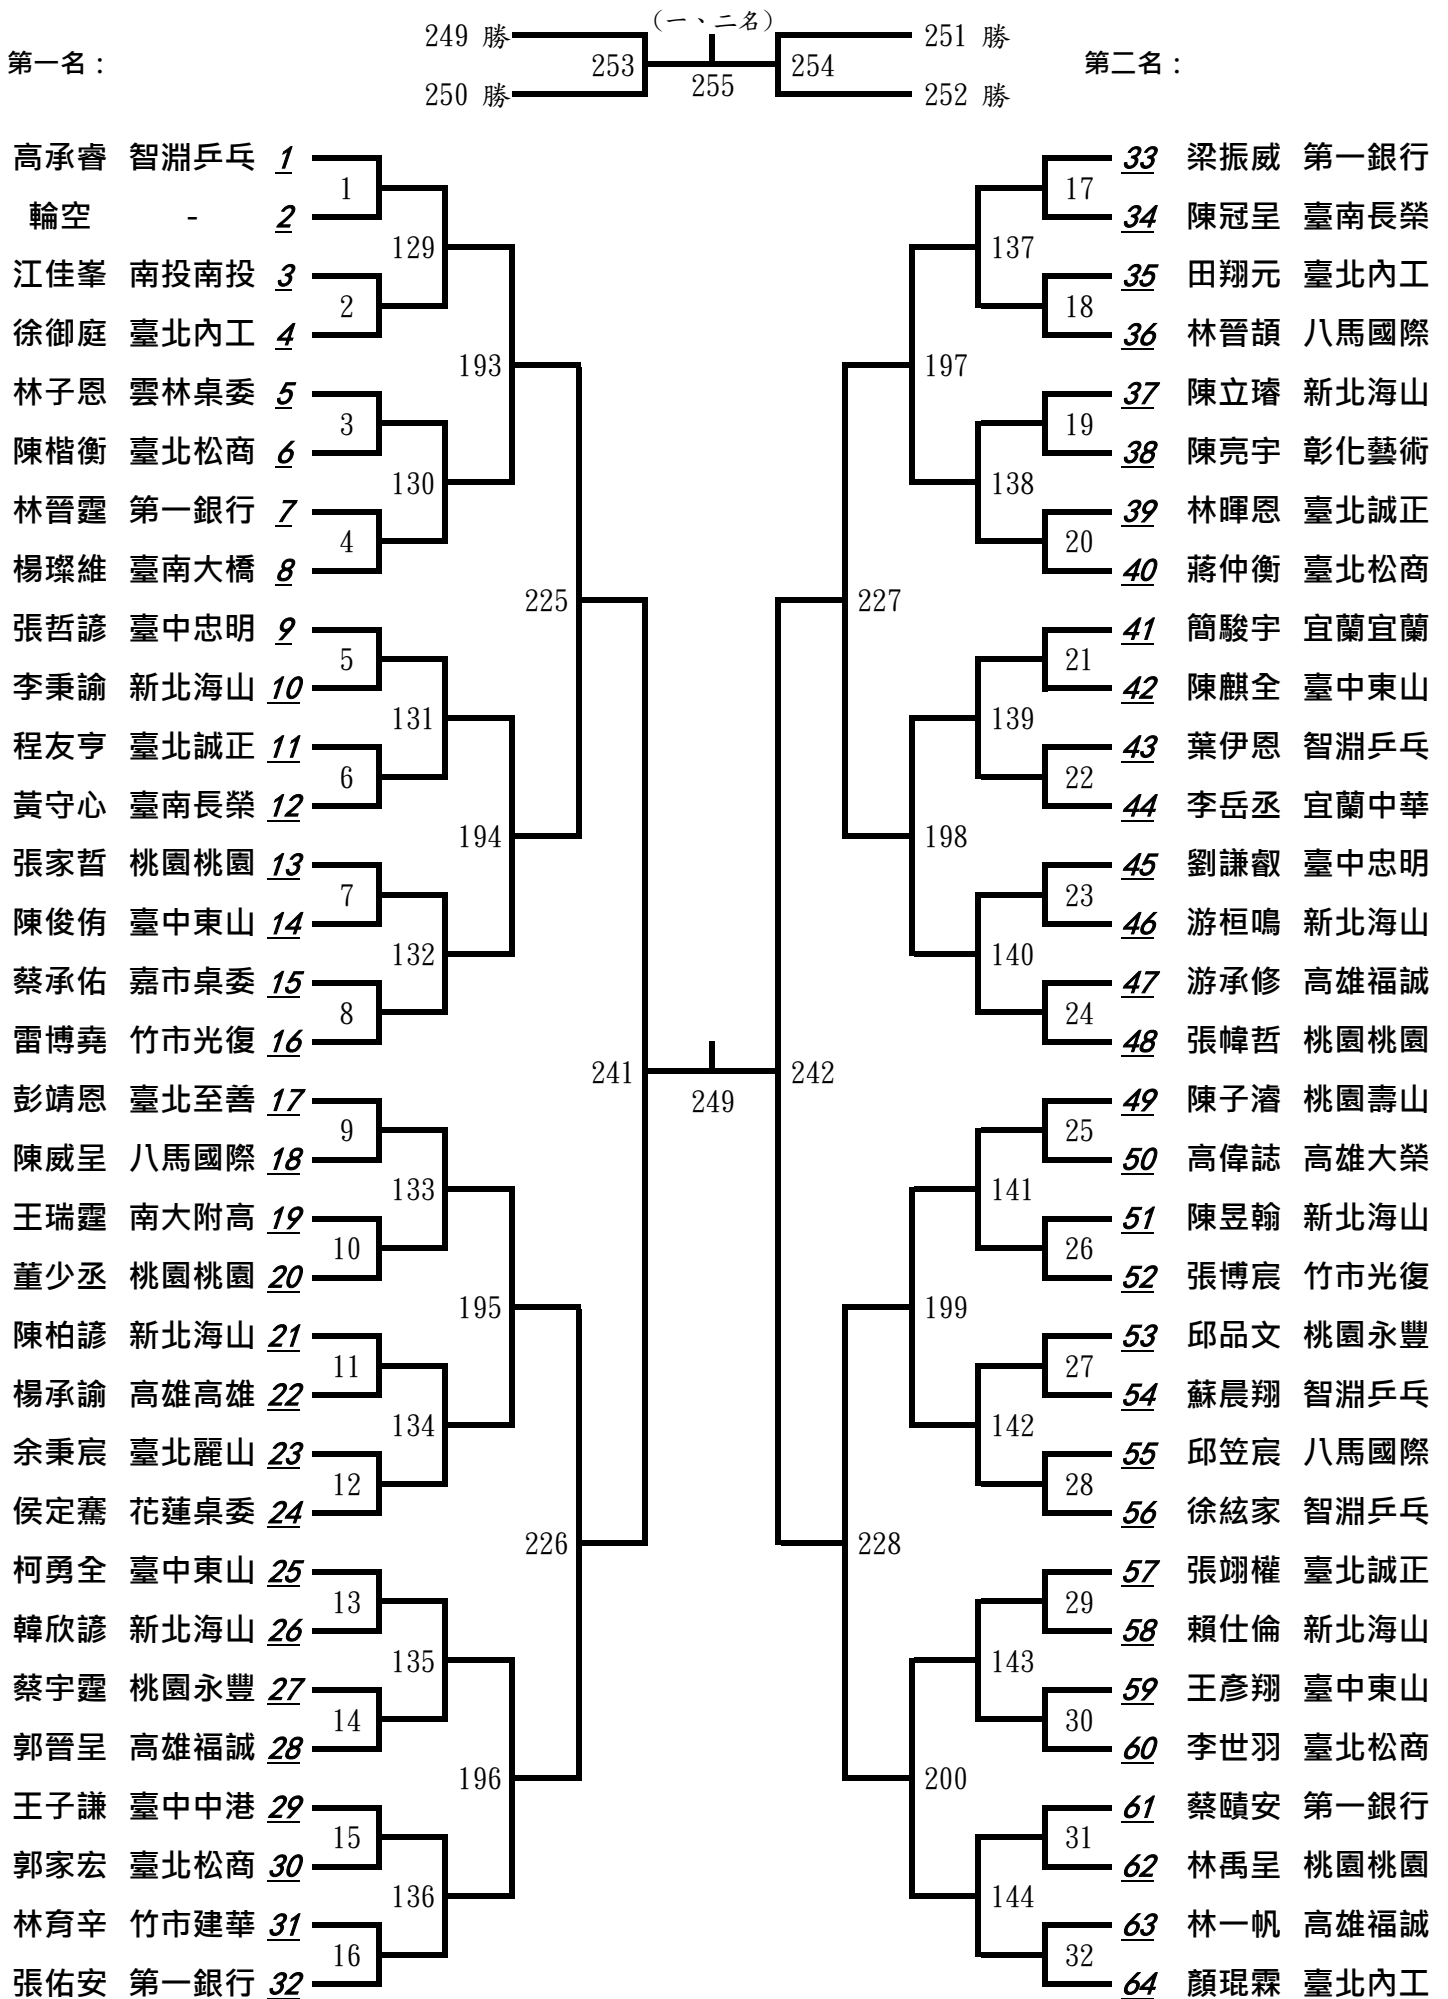 (一、二名)
249 勝 251 勝
第一名： 253 254 第二名：
255
250 勝 252 勝
高承睿 智淵乒乓 1 33 梁振威 第一銀行
1 17
輪空 - 2 34 陳冠呈 臺南長榮
129 137
江佳峯 南投南投 3 35 田翔元 臺北內工
2 18
徐御庭 臺北內工 4 36 林晉頡 八馬國際
193 197
林子恩 雲林桌委 5 37 陳立璿 新北海山
3 19
陳楷衡 臺北松商 6 38 陳亮宇 彰化藝術
130 138
林晉霆 第一銀行 7 39 林暉恩 臺北誠正
4 20
楊璨維 臺南大橋 8 40 蔣仲衡 臺北松商
225 227
張哲諺 臺中忠明 9 41 簡駿宇 宜蘭宜蘭
5 21
李秉諭 新北海山 10 42 陳麒全 臺中東山
131 139
程友亨 臺北誠正 11 43 葉伊恩 智淵乒乓
6 22
黃守心 臺南長榮 12 44 李岳丞 宜蘭中華
194 198
張家哲 桃園桃園 13 45 劉謙叡 臺中忠明
7 23
陳俊侑 臺中東山 14 46 游桓鳴 新北海山
132 140
蔡承佑 嘉市桌委 15 47 游承修 高雄福誠
8 24
雷博堯 竹市光復 16 48 張幃哲 桃園桃園
241 242
249
彭靖恩 臺北至善 17 49 陳子濬 桃園壽山
9 25
陳威呈 八馬國際 18 50 高偉誌 高雄大榮
133 141
王瑞霆 南大附高 19 51 陳昱翰 新北海山
10 26
董少丞 桃園桃園 20 52 張博宸 竹市光復
195 199
陳柏諺 新北海山 21 53 邱品文 桃園永豐
11 27
楊承諭 高雄高雄 22 54 蘇晨翔 智淵乒乓
134 142
余秉宸 臺北麗山 23 55 邱笠宸 八馬國際
12 28
侯定騫 花蓮桌委 24 56 徐絃家 智淵乒乓
226 228
柯勇全 臺中東山 25 57 張翊權 臺北誠正
13 29
韓欣諺 新北海山 26 58 賴仕倫 新北海山
135 143
蔡宇霆 桃園永豐 27 59 王彥翔 臺中東山
14 30
郭晉呈 高雄福誠 28 60 李世羽 臺北松商
196 200
王子謙 臺中中港 29 61 蔡賾安 第一銀行
15 31
郭家宏 臺北松商 30 62 林禹呈 桃園桃園
136 144
林育辛 竹市建華 31 63 林一帆 高雄福誠
16 32
張佑安 第一銀行 32 64 顏琨霖 臺北內工